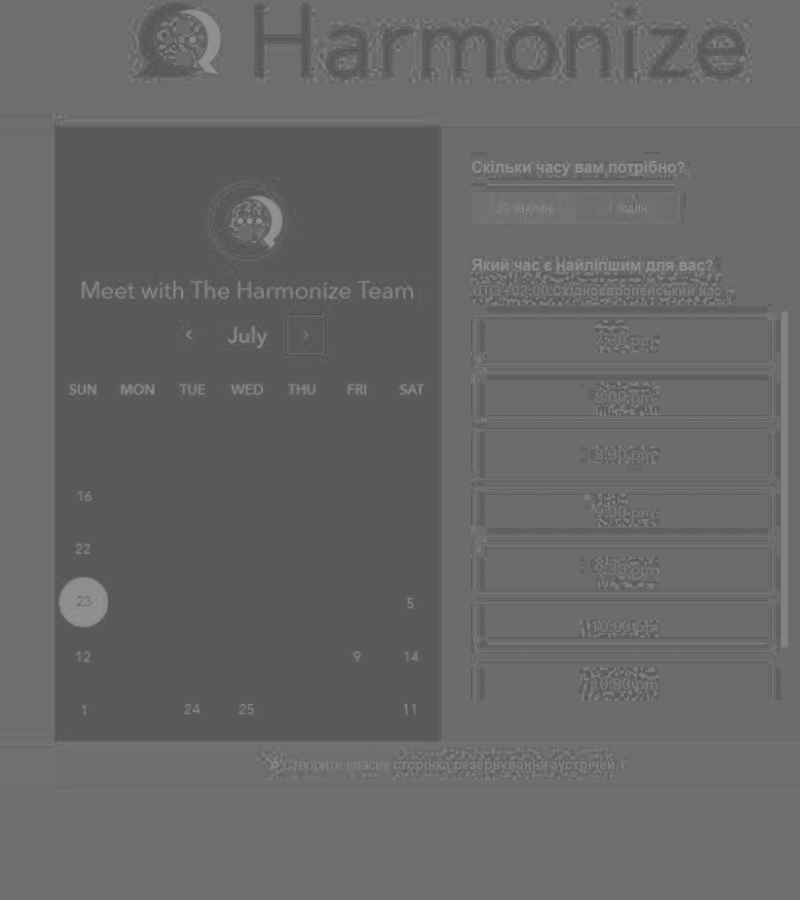 Harmonize
Meet with The Harmonize Team
July
SUN MON TUE WED THU FRI SAT
16
22
23 5
12 9 14
1 24 25 11
Скільки часу вам потрібно?
30 хвилин 1 годин
Який час є найліпшим для вас?
UTC+03:00 Східноєвропейський час
7:30 pm
8:00 pm
8:30 pm
9:00 pm
9:30 pm
10:00 pm
10:30 pm
Створити власну сторінка резервування зустрічей